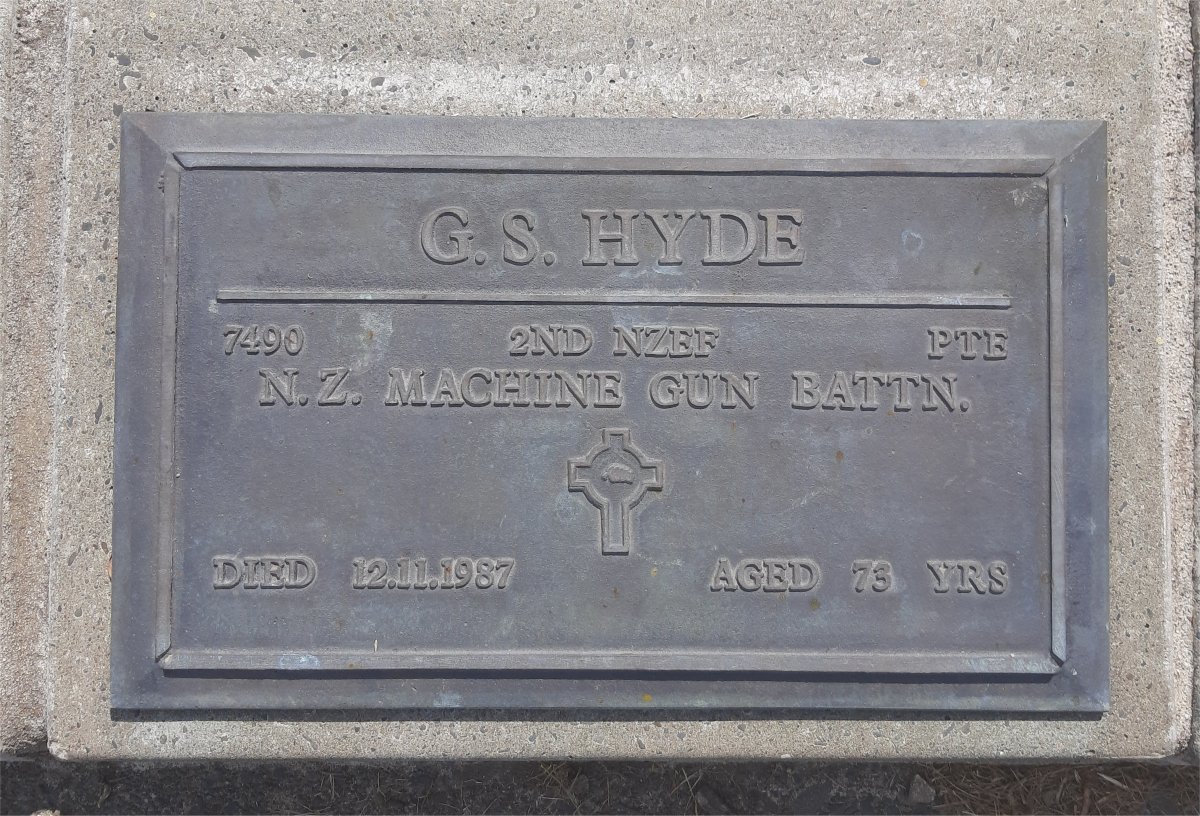 G.S. HYDE
7490 2ND NZEF PTE
N.Z. MACHINE GUN BATTN.
DIED 12.11.1987 AGED 73 YRS